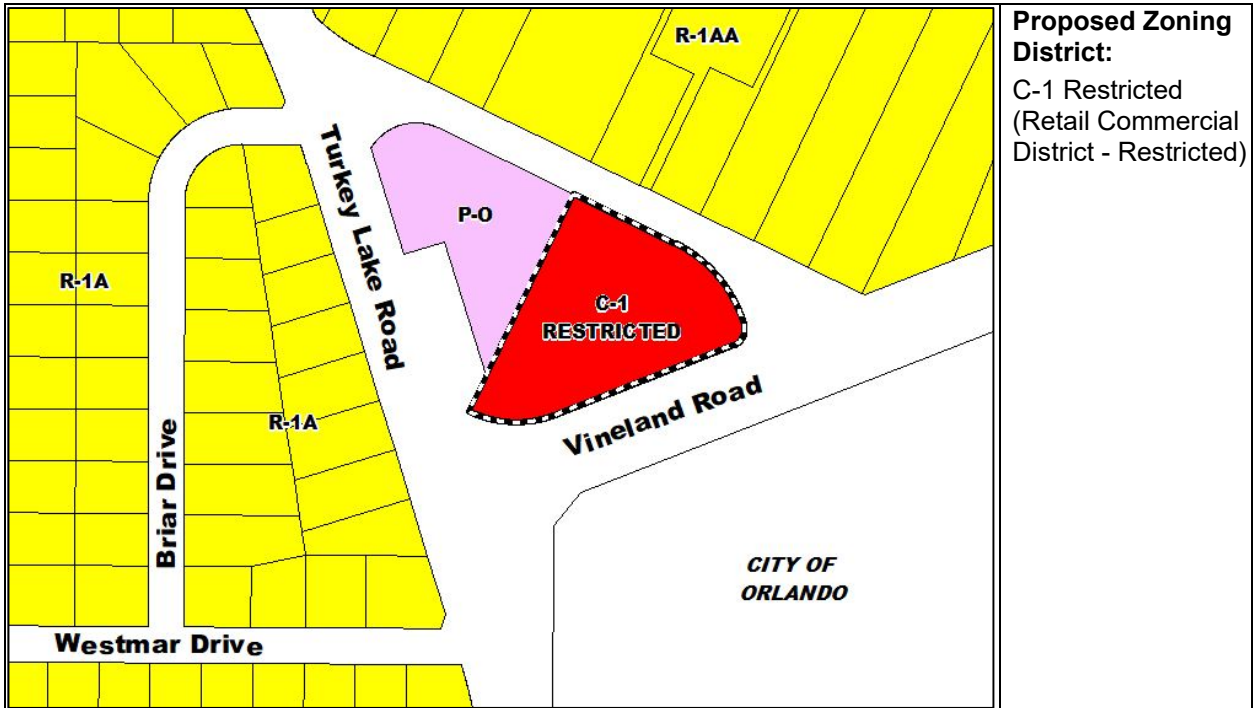 R-1AA
Turkey Lake Road
P-O
R-1A
C-1
RESTRICTED
R-1A
Vineland Road
Briar Drive
CITY OF
ORLANDO
Westmar Drive
Proposed Zoning
District:
C-1 Restricted
(Retail Commercial
District - Restricted)